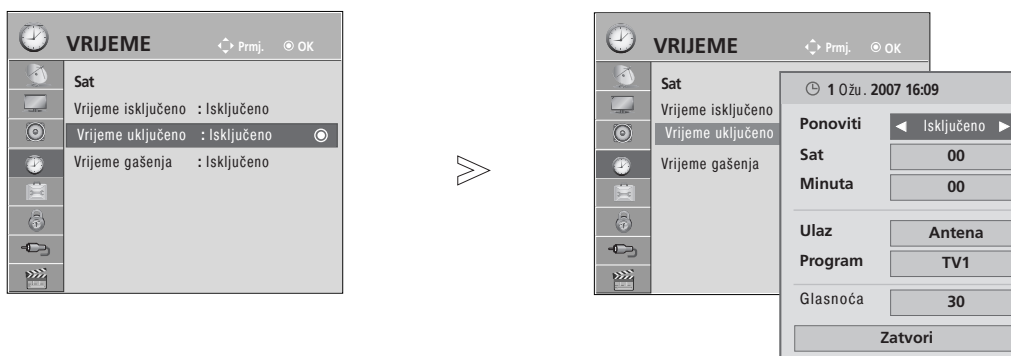 VRIJEME Prmj. OK
Sat
Vrijeme isključeno : Isključeno
Vrijeme uključeno : Isključeno
Vrijeme gašenja : Isključeno
VRIJEME Prmj. OK
Sat
Vrijeme isključeno
Vrijeme uključeno
Vrijeme gašenja
1 Ožu. 2007 16:09
Ponoviti ◄ Isključeno ►
Sat 00
Minuta 00
Ulaz Antena
Program TV1
Glasnoća 30
Zatvori